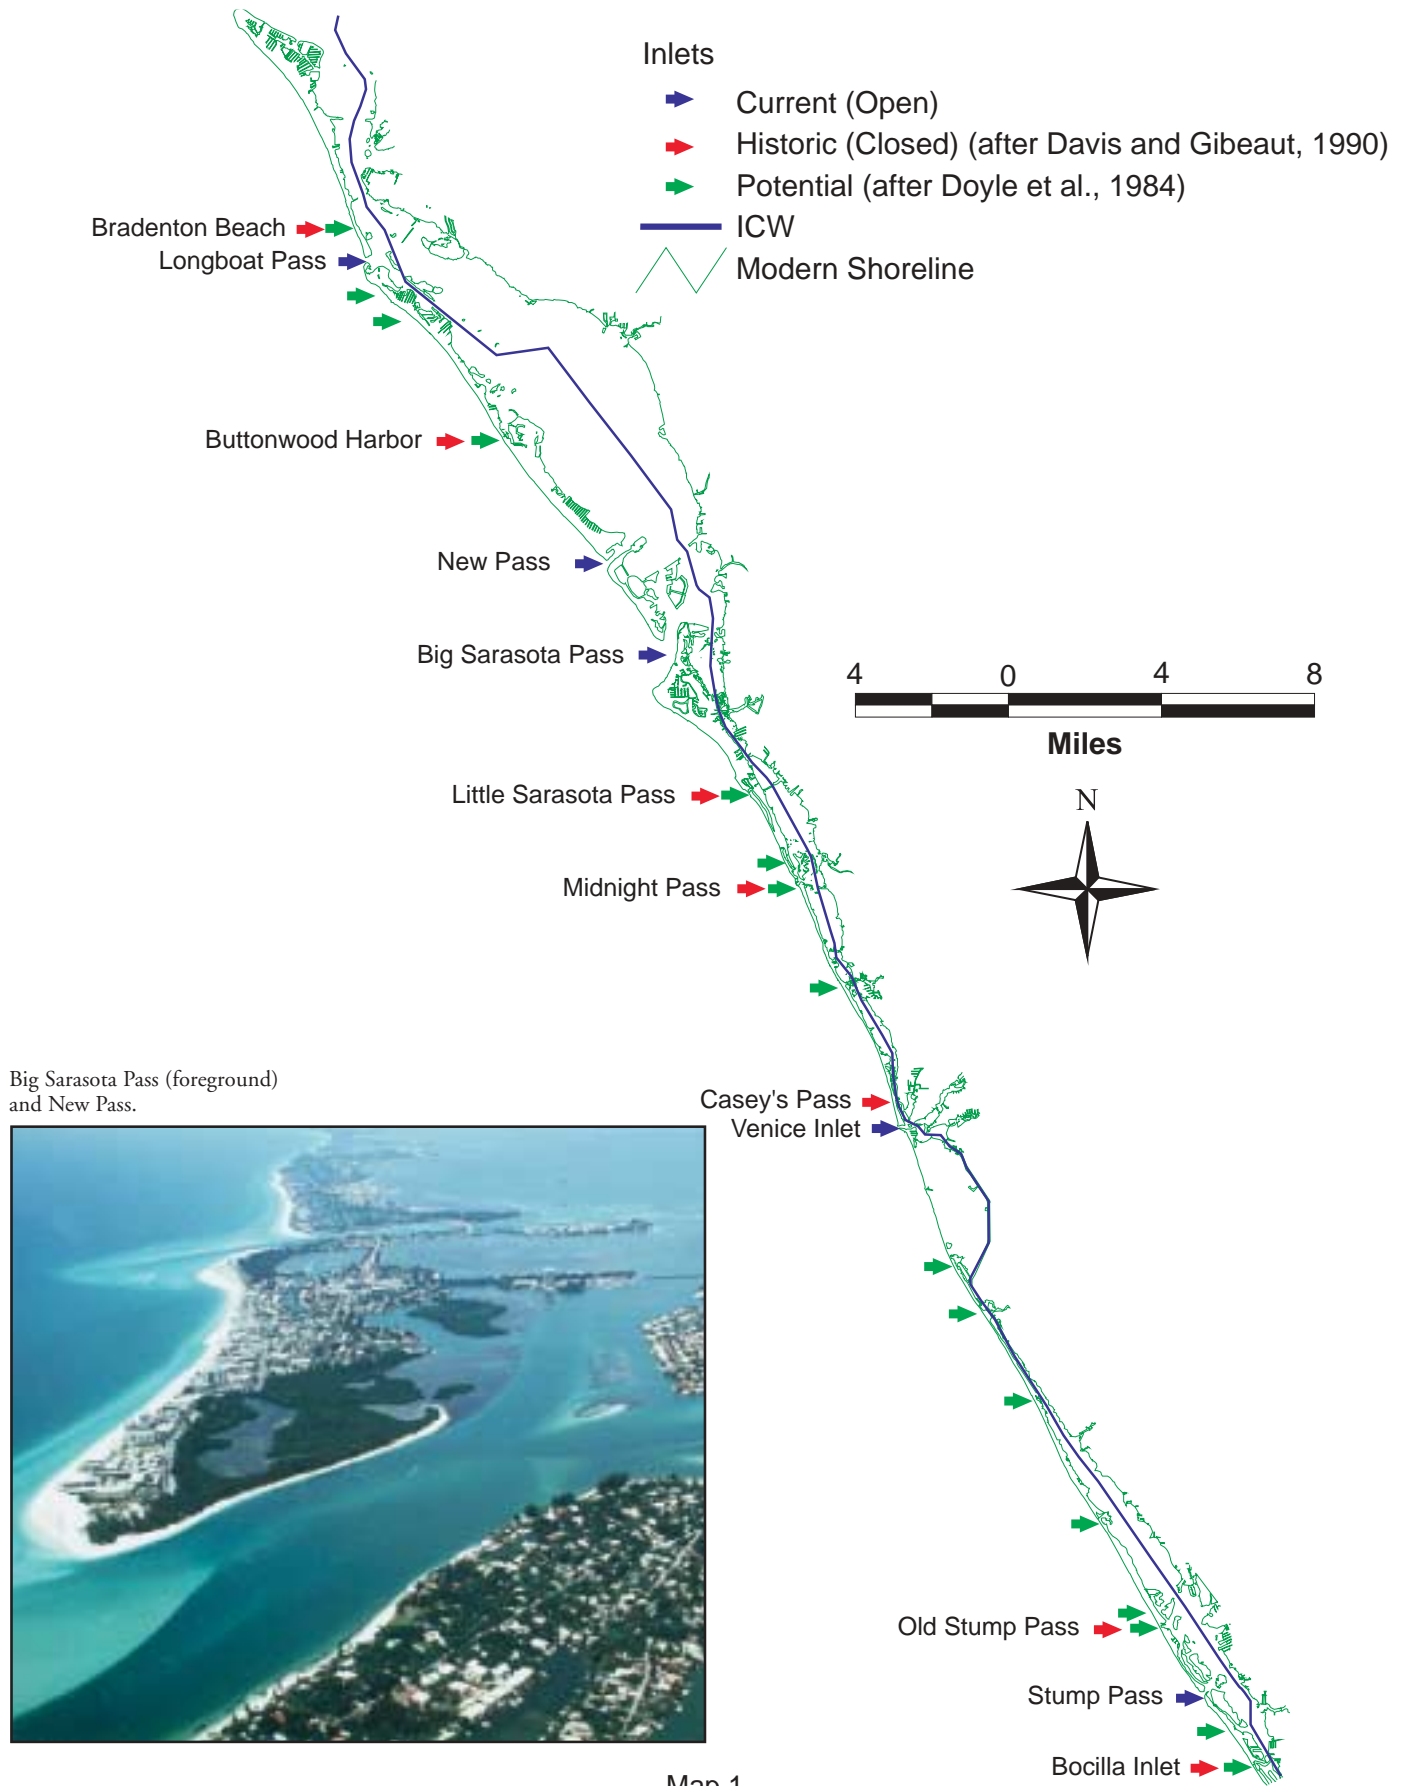 Inlets
Current (Open)
Historic (Closed) (after Davis and Gibeaut, 1990)
Potential (after Doyle et al., 1984)
ICW
Modern Shoreline
Bradenton Beach
Longboat Pass
Buttonwood Harbor
New Pass
Big Sarasota Pass
4 0 4 8
Miles
Little Sarasota Pass
N
Midnight Pass
Big Sarasota Pass (foreground)
and New Pass.
Casey's Pass
Venice Inlet
Old Stump Pass
Stump Pass
Bocilla Inlet
Map 1